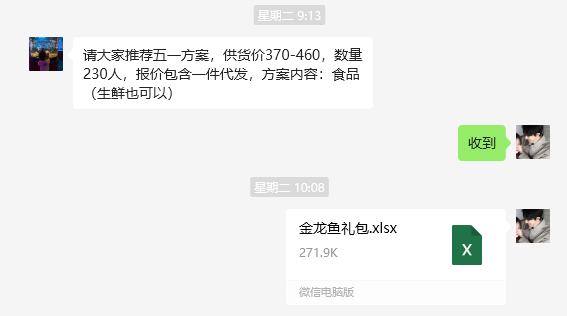 星期二 9:13
请大家推荐五一方案，供货价370-460，数量
230人，报价包含一件代发，方案内容：食品
（生鲜也可以）
收到
星期二 10:08
金龙鱼礼包.xlsx
271.9K
X
微信电脑版